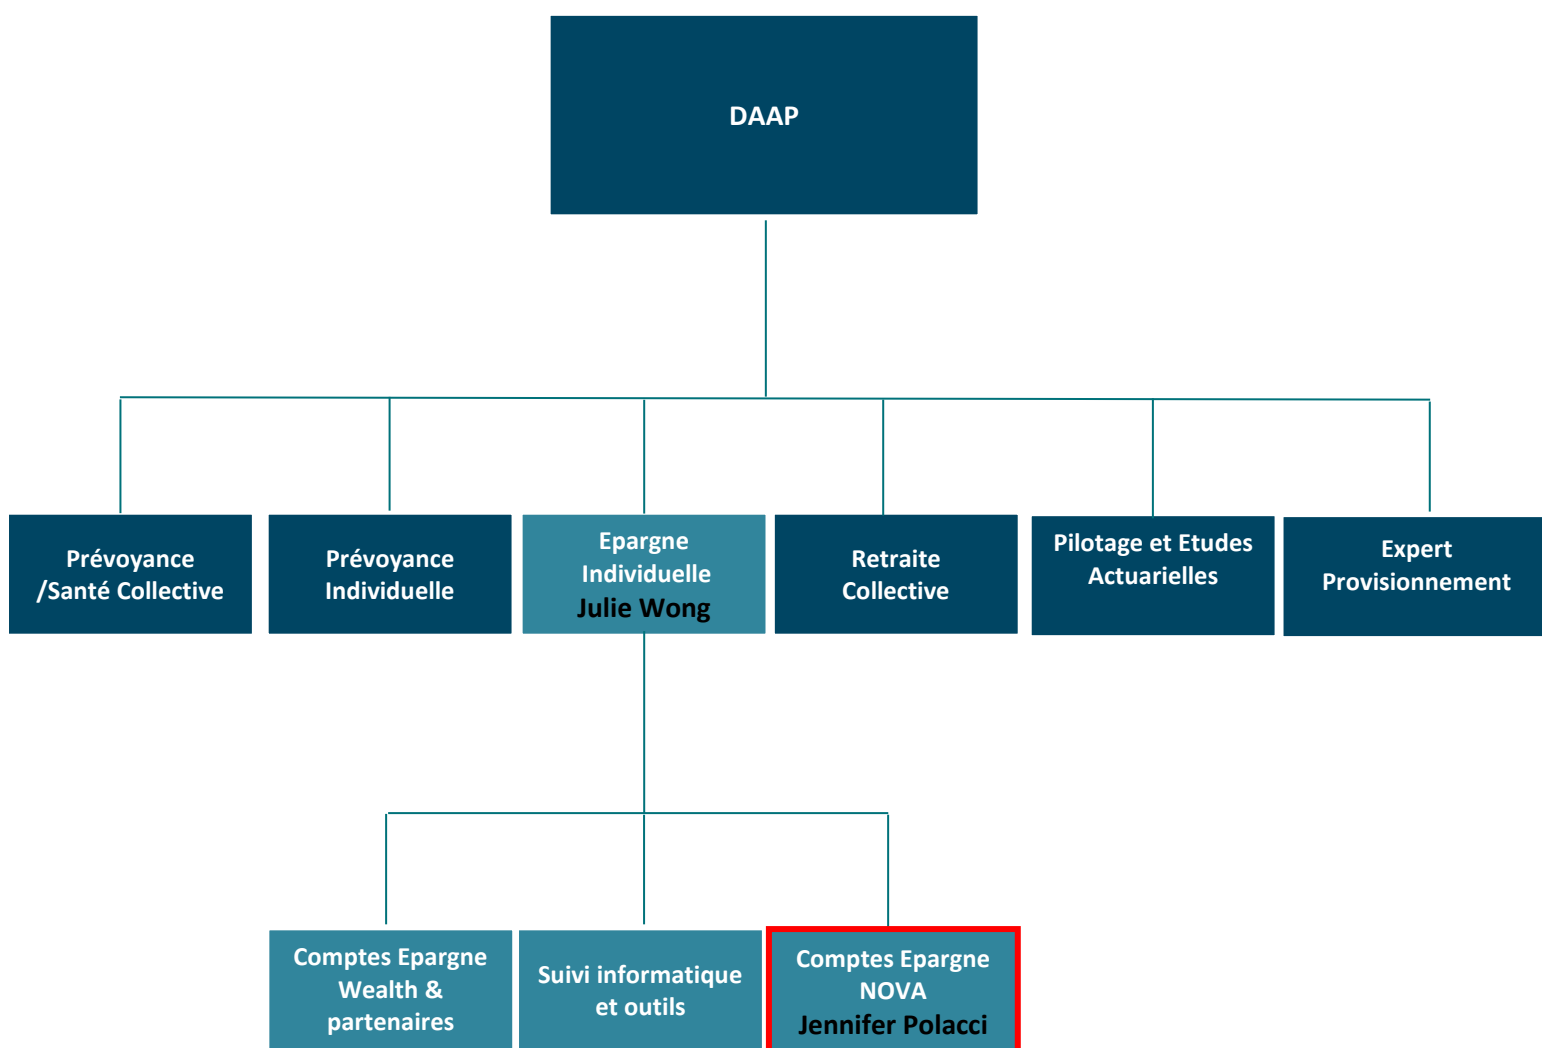 DAAP
Prévoyance
/Santé Collective
Prévoyance
Individuelle
Epargne
Individuelle
Julie Wong
Retraite
Collective
Pilotage et Etudes
Actuarielles
Expert
Provisionnement
Comptes Epargne
Wealth &
partenaires
Suivi informatique
et outils
Comptes Epargne
NOVA
Jennifer Polacci